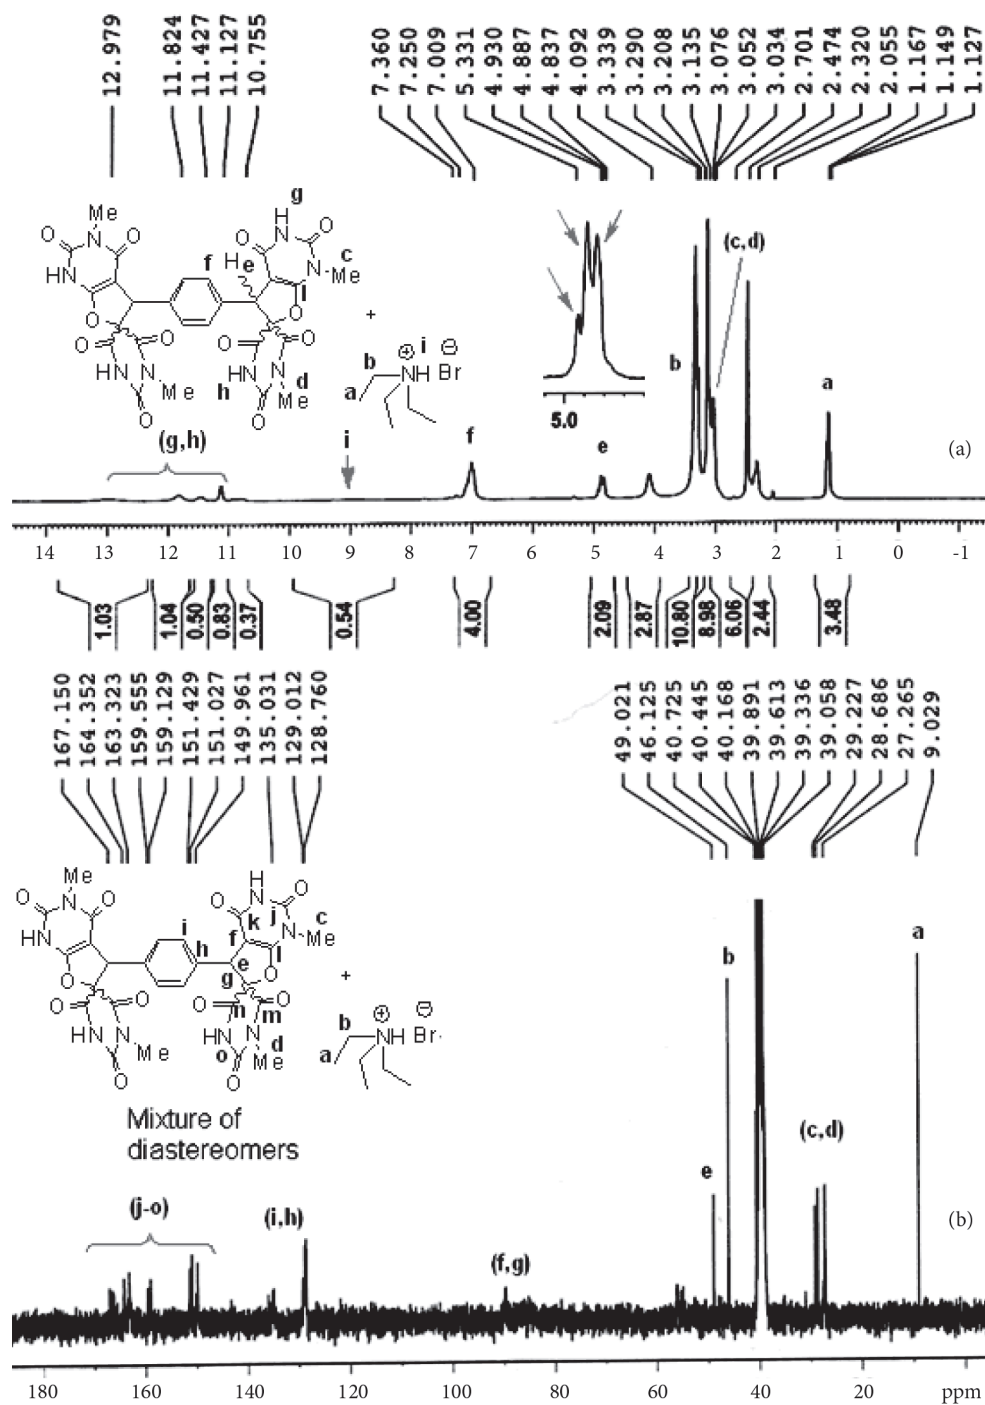 12.979
11.824
11.427
11.127
10.755
7.360
7.250
7.009
5.331
4.930
4.887
4.837
4.092
3.339
3.290
3.208
3.135
3.076
3.052
3.034
2.701
2.474
2.320
2.055
1.167
1.149
1.127
Me
N
O
O
HN
O
f
g
NH
O
O
H
e
N
c
Me
l
O
O
O
HN
N
Me
O
O
O
HN
N
h
d
Me
O
+
b
i
a
NH
⊕
Br
⊖
(g,h)
i
f
e
5.0
b
(c,d)
a
(a)
14 13 12 11 10 9 8 7 6 5 4 3 2 1 0 -1
1.03
1.04
0.50
0.83
0.37
0.54
4.00
2.09
2.87
10.80
8.98
6.06
2.44
3.48
167.150
164.352
163.323
159.555
159.129
151.429
151.027
149.961
135.031
129.012
128.760
49.021
46.125
40.725
40.445
40.168
39.891
39.613
39.336
39.058
29.227
28.686
27.265
9.029
Me
N
O
O
HN
O
i
h
NH
O
O
k
j
f
N
c
Me
l
e
g
O
O
O
HN
N
Me
O
O
O
n
m
HN
o
N
d
Me
O
+
b
a
NH
⊕
Br
⊖
Mixture of
diastereomers
(j-o)
(i,h)
(f,g)
e
b
(c,d)
a
(b)
180 160 140 120 100 80 60 40 20 ppm